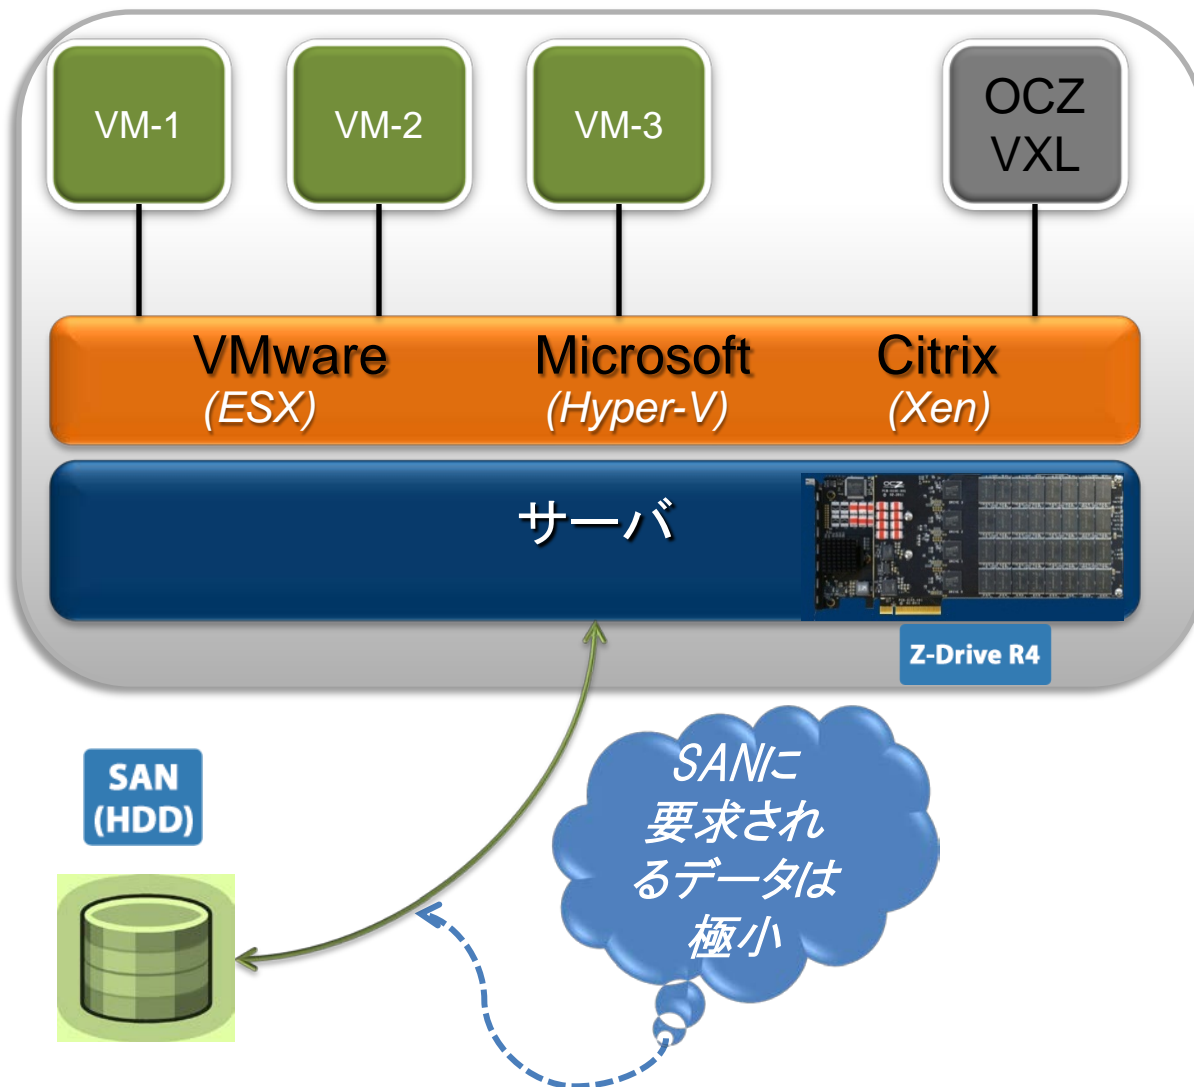 VM-1
VM-2
VM-3
OCZ
VXL
VMware
(ESX)
Microsoft
(Hyper-V)
Citrix
(Xen)
サーバ
OCZ
Z-Drive R4
SAN
(HDD)
SANに
要求され
るデータは
極小